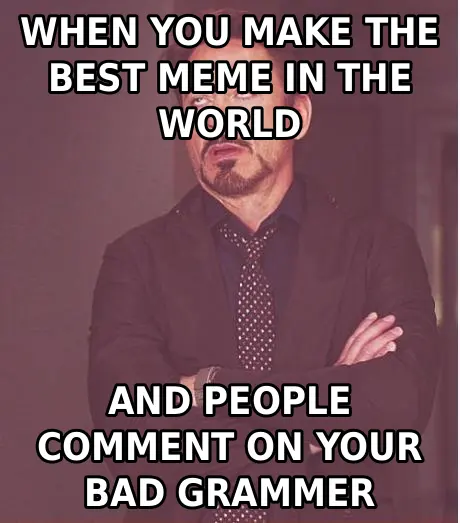 WHEN YOU MAKE THE
BEST MEME IN THE
WORLD
AND PEOPLE
COMMENT ON YOUR
BAD GRAMMER